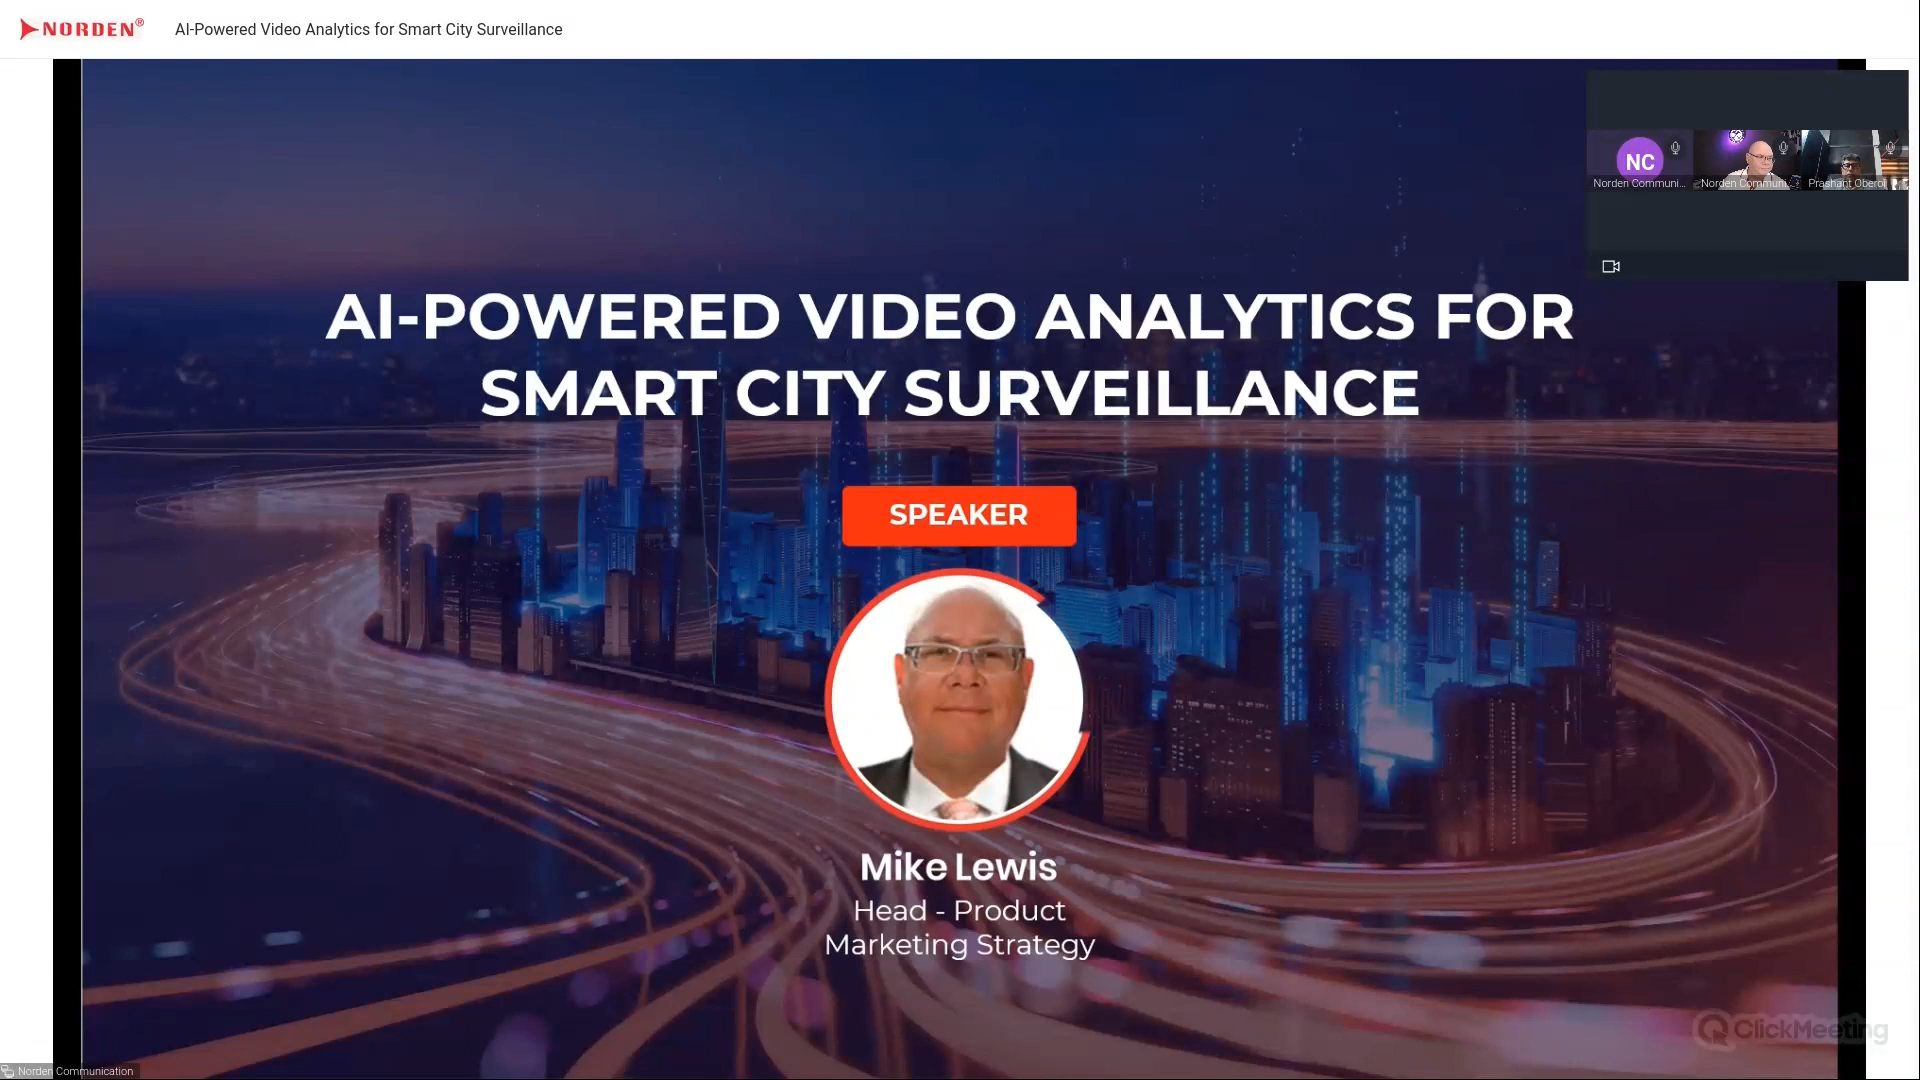 NORDEN®
AI-Powered Video Analytics for Smart City Surveillance
NC
Norden Communi...
Norden Communi...
Prashant Oberoi
AI-POWERED VIDEO ANALYTICS FOR
SMART CITY SURVEILLANCE
SPEAKER
Mike Lewis
Head - Product
Marketing Strategy
ClickMeeting
Norden Communication